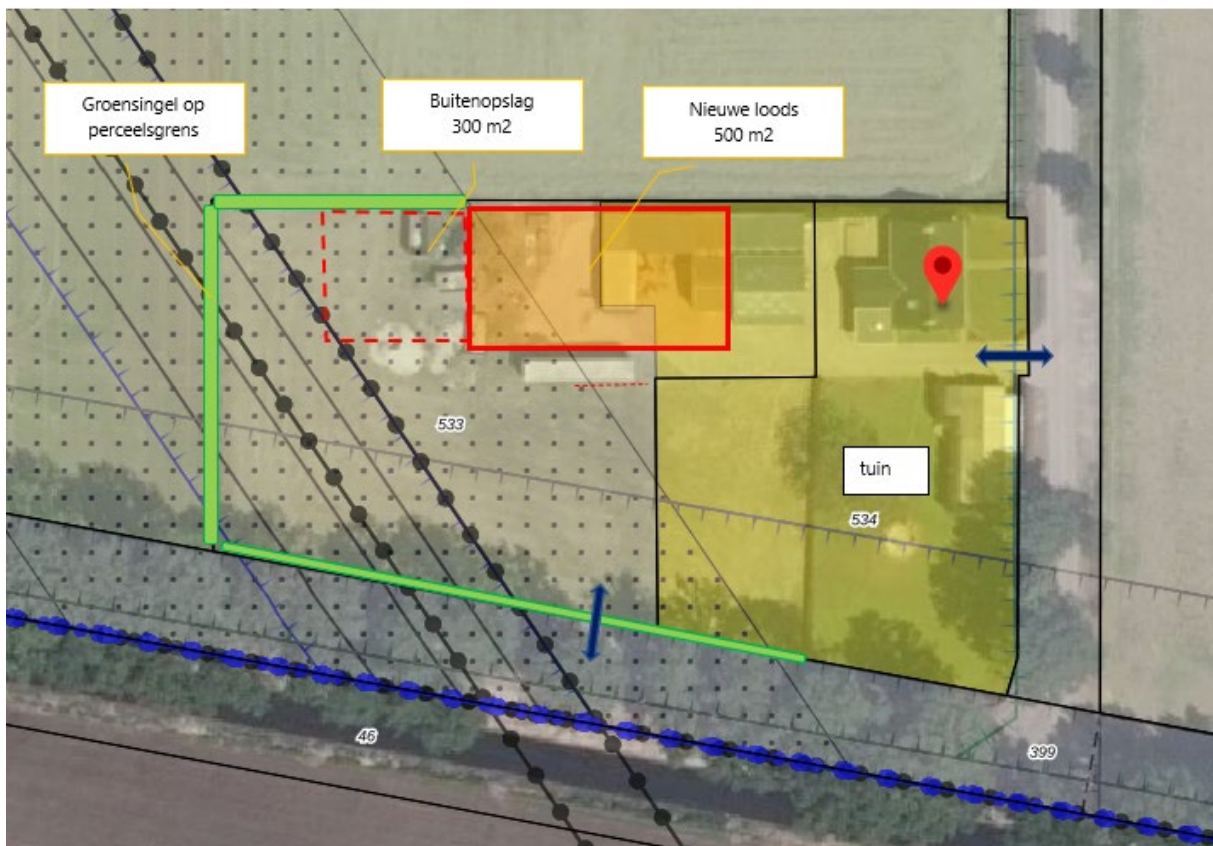 Groensingel op
perceelsgrens
Buitenopslag
300 m2
Nieuwe loods
500 m2
533
tuin
534
46
399